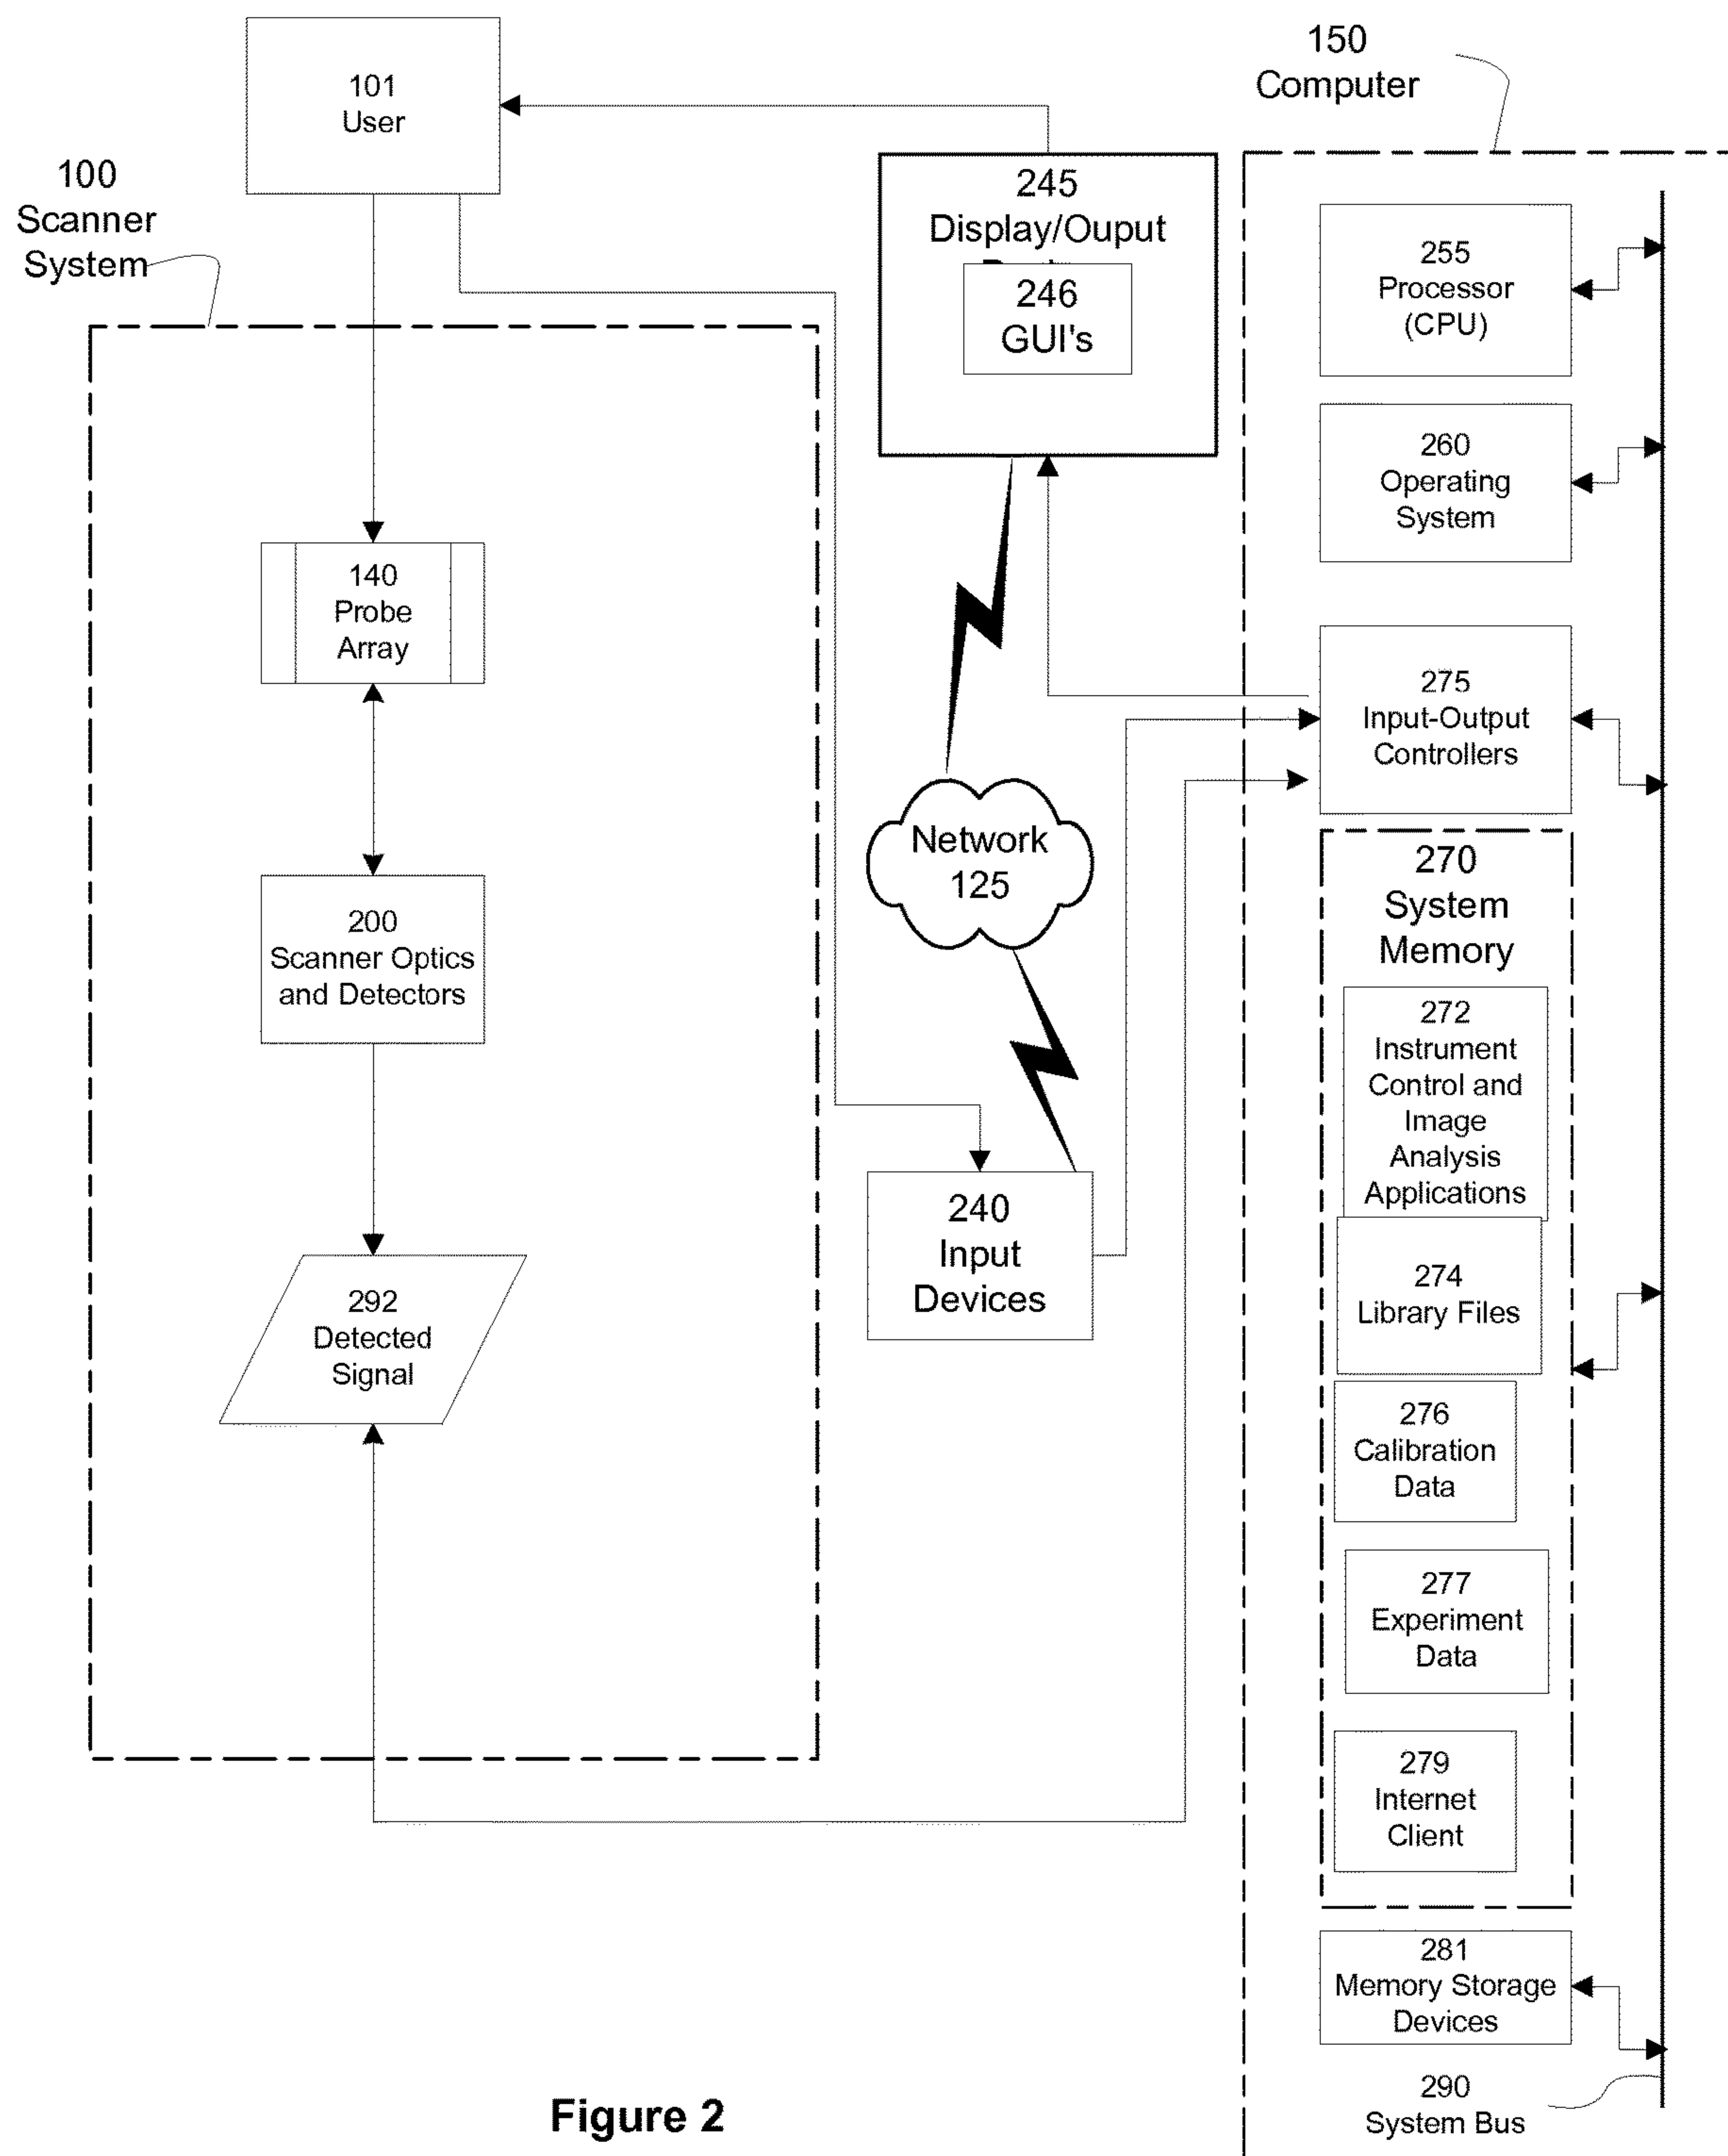 150
Computer
101
User
100
Scanner
System
245
Display/Ouput
246
GUI's
255
Processor
(CPU)
260
Operating
System
140
Probe
Array
275
Input-Output
Controllers
Network
125
200
Scanner Optics
and Detectors
270
System
Memory
272
Instrument
Control and
Image
Analysis
Applications
240
Input
Devices
274
Library Files
292
Detected
Signal
276
Calibration
Data
277
Experiment
Data
279
Internet
Client
281
Memory Storage
Devices
290
System Bus
Figure 2